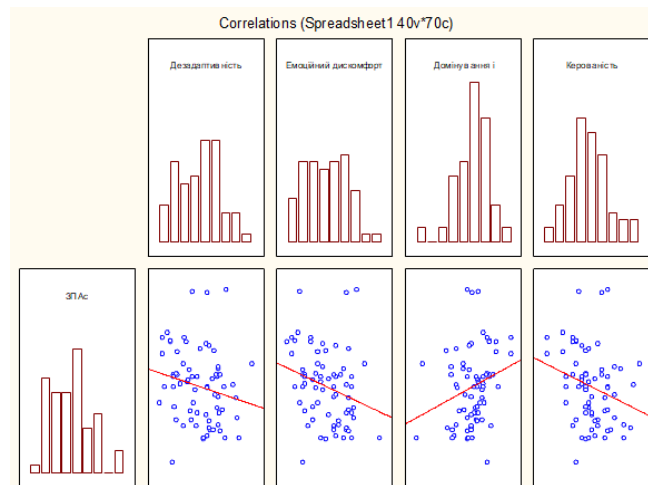 Correlations (Spreadsheet1 40v*70c)
Дезадаптивність
Емоційний дискомфорт
Домінування і
Керованість
ЗПАс